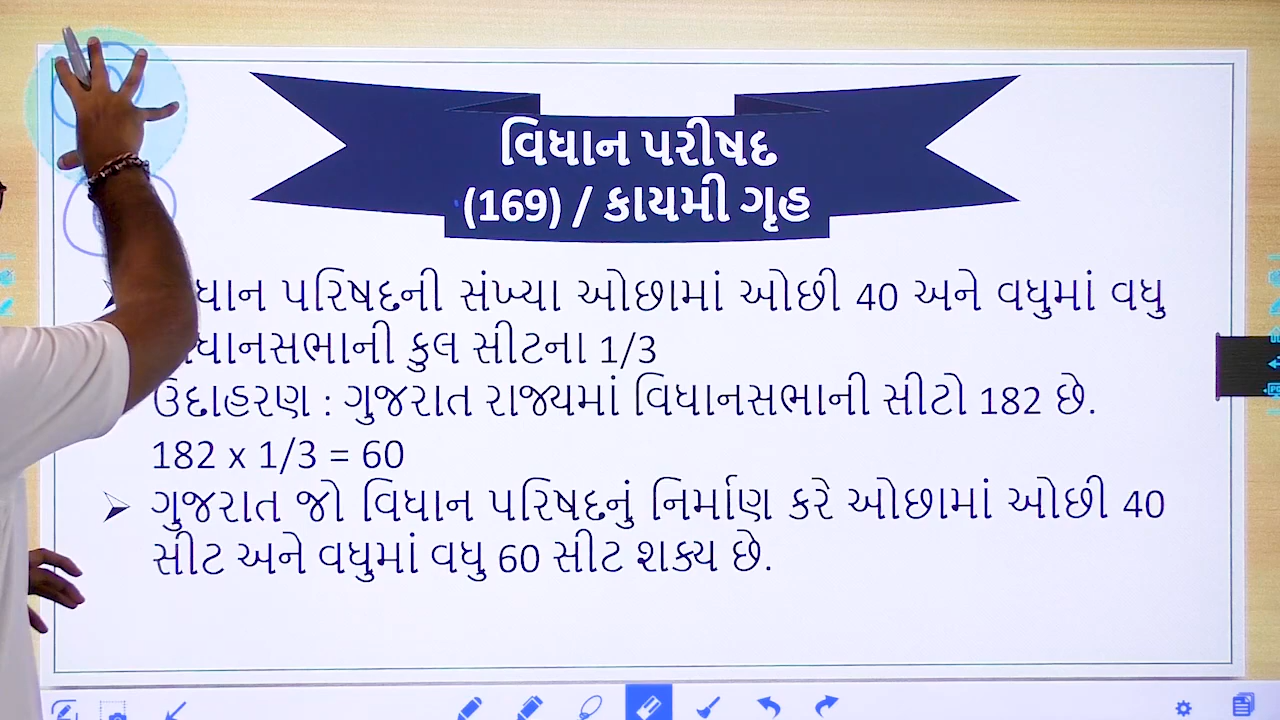 વિધાન પરીષદ
(169) / કાયમી ગૃહ
પરિષદની સંખ્યા ઓછામાં ઓછી 40 અને વધુમાં વધુ
કુલ સીટના 1/3
ઉદાહરણ : ગુજરાત રાજ્યમાં વિધાનસભાની સીટો 182 છે.
182 x 1/3 = 60
ગુજરાત જો વિધાન પરિષદનું નિર્માણ કરે ઓછામાં ઓછી 40
સીટ અને વધુમાં વધુ 60 સીટ શક્ય છે.